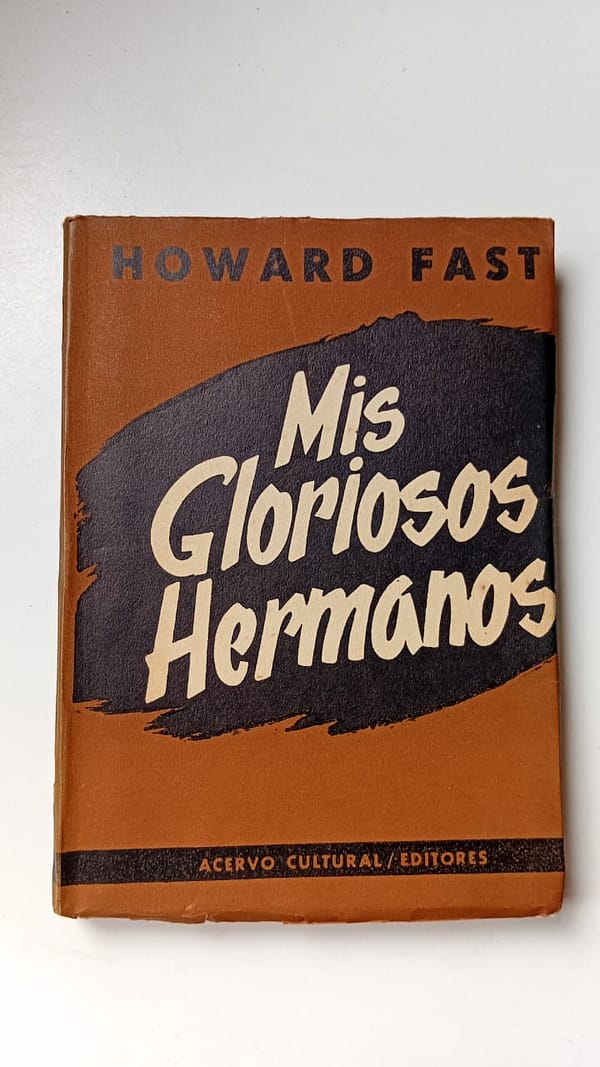 HOWARD FAST
Mis
Gloriosos
Hermanos
ACERVO CULTURAL / EDITORES